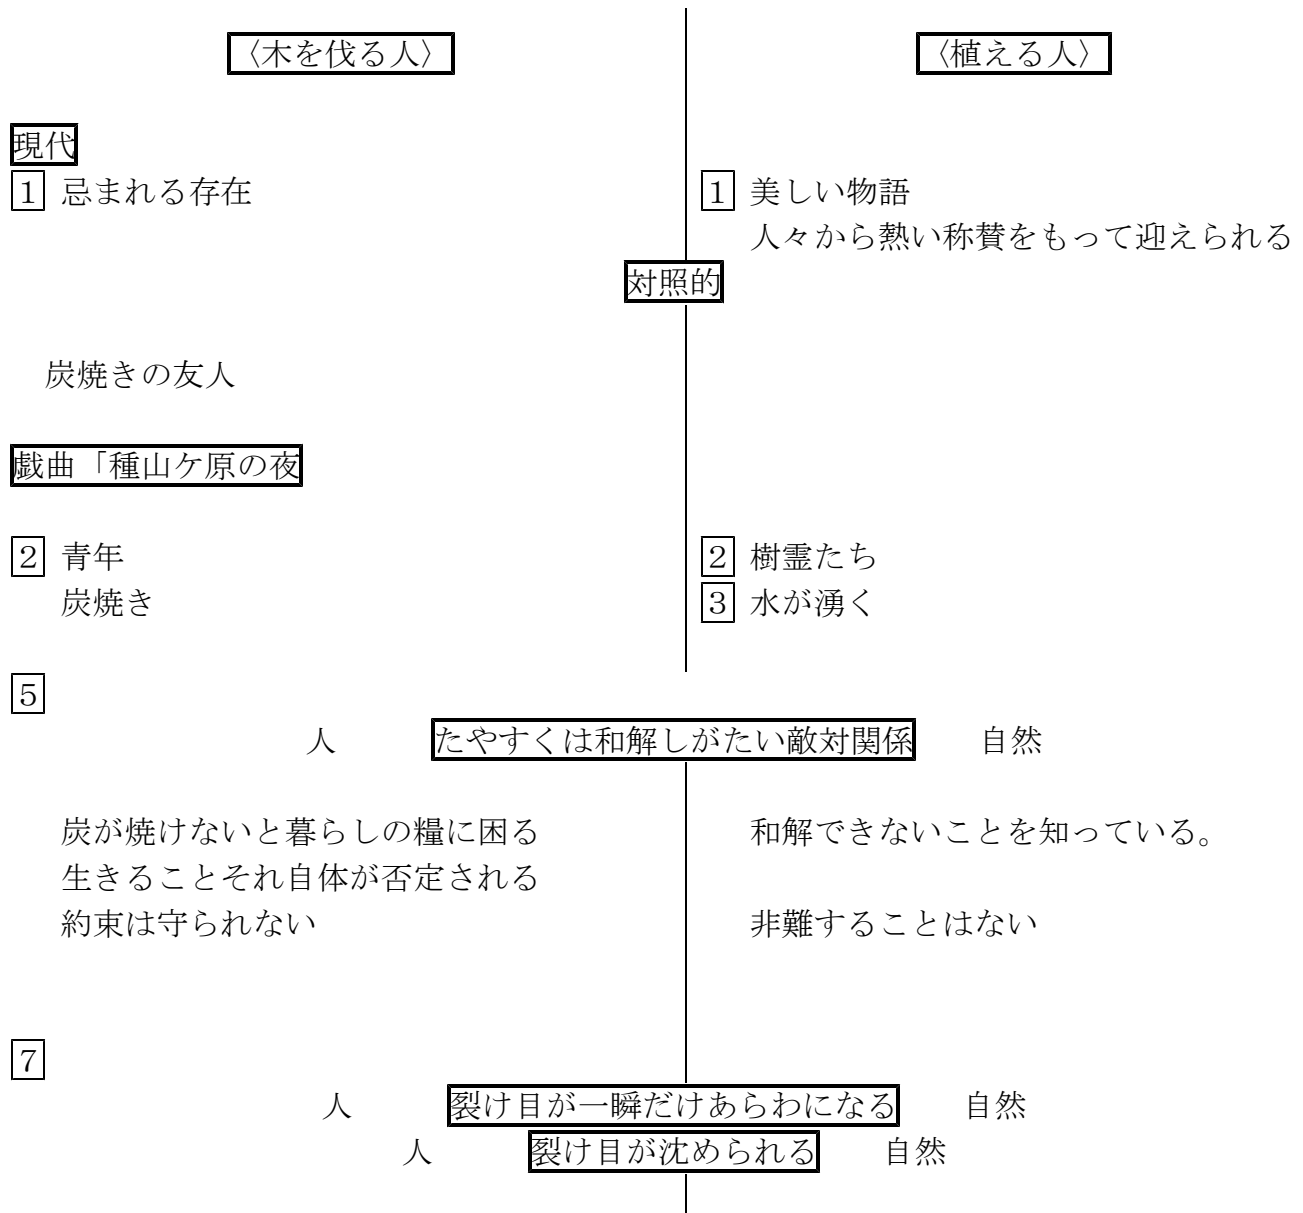 〈木を伐る人〉 〈植える人〉
現代
1 忌まれる存在 1 美しい物語
人々から熱い称賛をもって迎えられる
対照的
炭焼きの友人
戯曲「種山ケ原の夜
2 青年 2 樹霊たち
炭焼き 3 水が湧く
5
人 たやすくは和解しがたい敵対関係 自然
炭が焼けないと暮らしの糧に困る 和解できないことを知っている。
生きることそれ自体が否定される
約束は守られない 非難することはない
7
人 裂け目が一瞬だけあらわになる 自然
人 裂け目が沈められる 自然